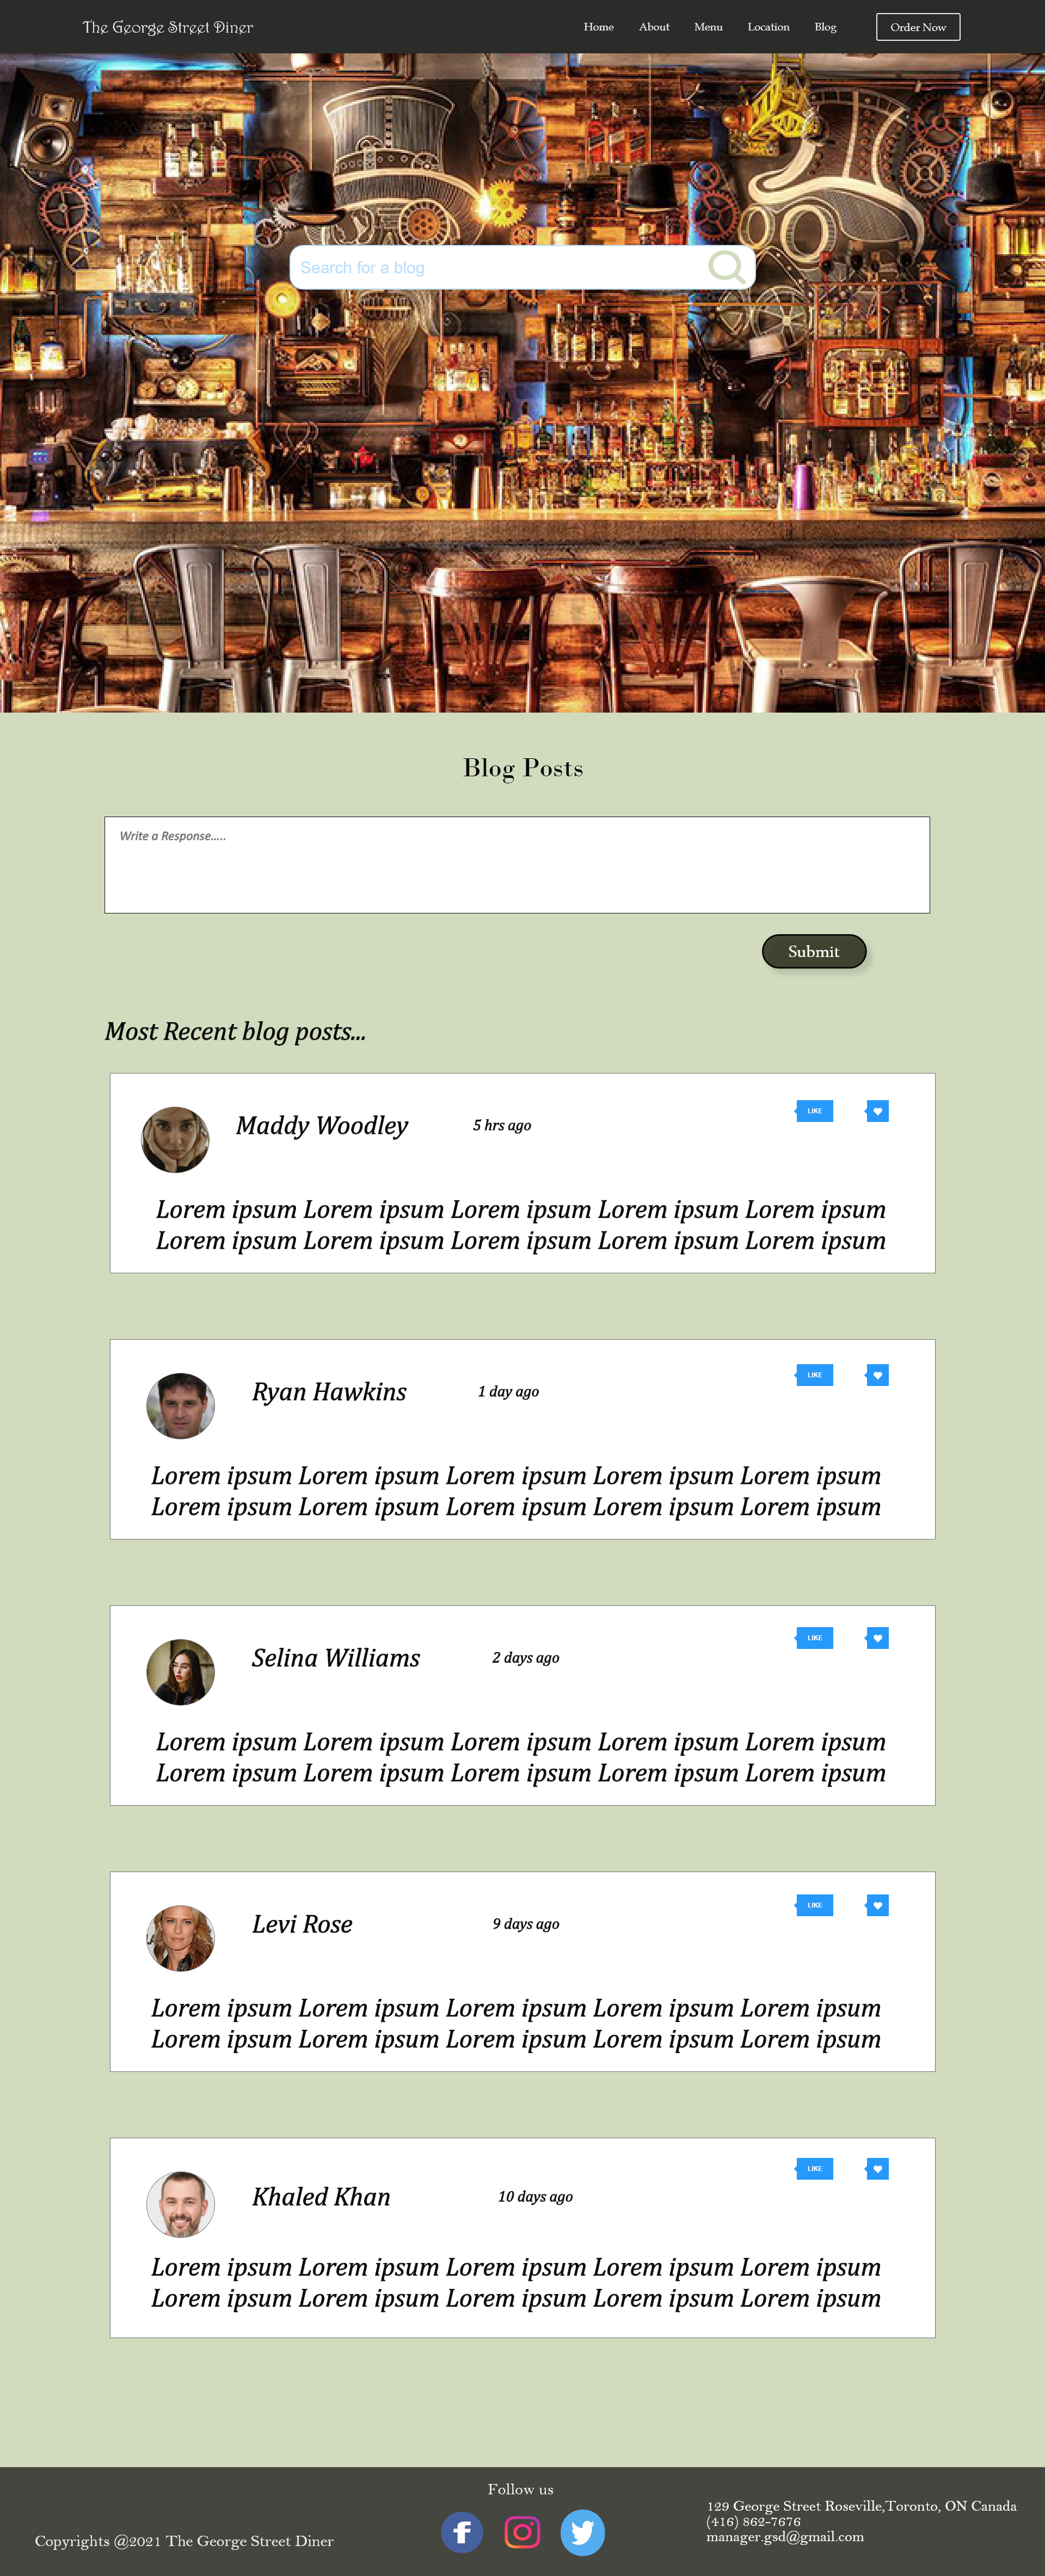 The George Street Diner
Home About Menu Location Blog Order Now
Search for a blog
Blog Posts
Write a Response.....
Submit
Most Recent blog posts...
Maddy Woodley 5 hrs ago LIKE
Lorem ipsum Lorem ipsum Lorem ipsum Lorem ipsum Lorem ipsum
Lorem ipsum Lorem ipsum Lorem ipsum Lorem ipsum Lorem ipsum
Ryan Hawkins 1 day ago LIKE
Lorem ipsum Lorem ipsum Lorem ipsum Lorem ipsum Lorem ipsum
Lorem ipsum Lorem ipsum Lorem ipsum Lorem ipsum Lorem ipsum
Selina Williams 2 days ago LIKE
Lorem ipsum Lorem ipsum Lorem ipsum Lorem ipsum Lorem ipsum
Lorem ipsum Lorem ipsum Lorem ipsum Lorem ipsum Lorem ipsum
Levi Rose 9 days ago LIKE
Lorem ipsum Lorem ipsum Lorem ipsum Lorem ipsum Lorem ipsum
Lorem ipsum Lorem ipsum Lorem ipsum Lorem ipsum Lorem ipsum
Khaled Khan 10 days ago LIKE
Lorem ipsum Lorem ipsum Lorem ipsum Lorem ipsum Lorem ipsum
Lorem ipsum Lorem ipsum Lorem ipsum Lorem ipsum Lorem ipsum
Follow us
Copyrights @2021 The George Street Diner
129 George Street Roseville,Toronto, ON Canada
(416) 862-7676
manager.gsd@gmail.com